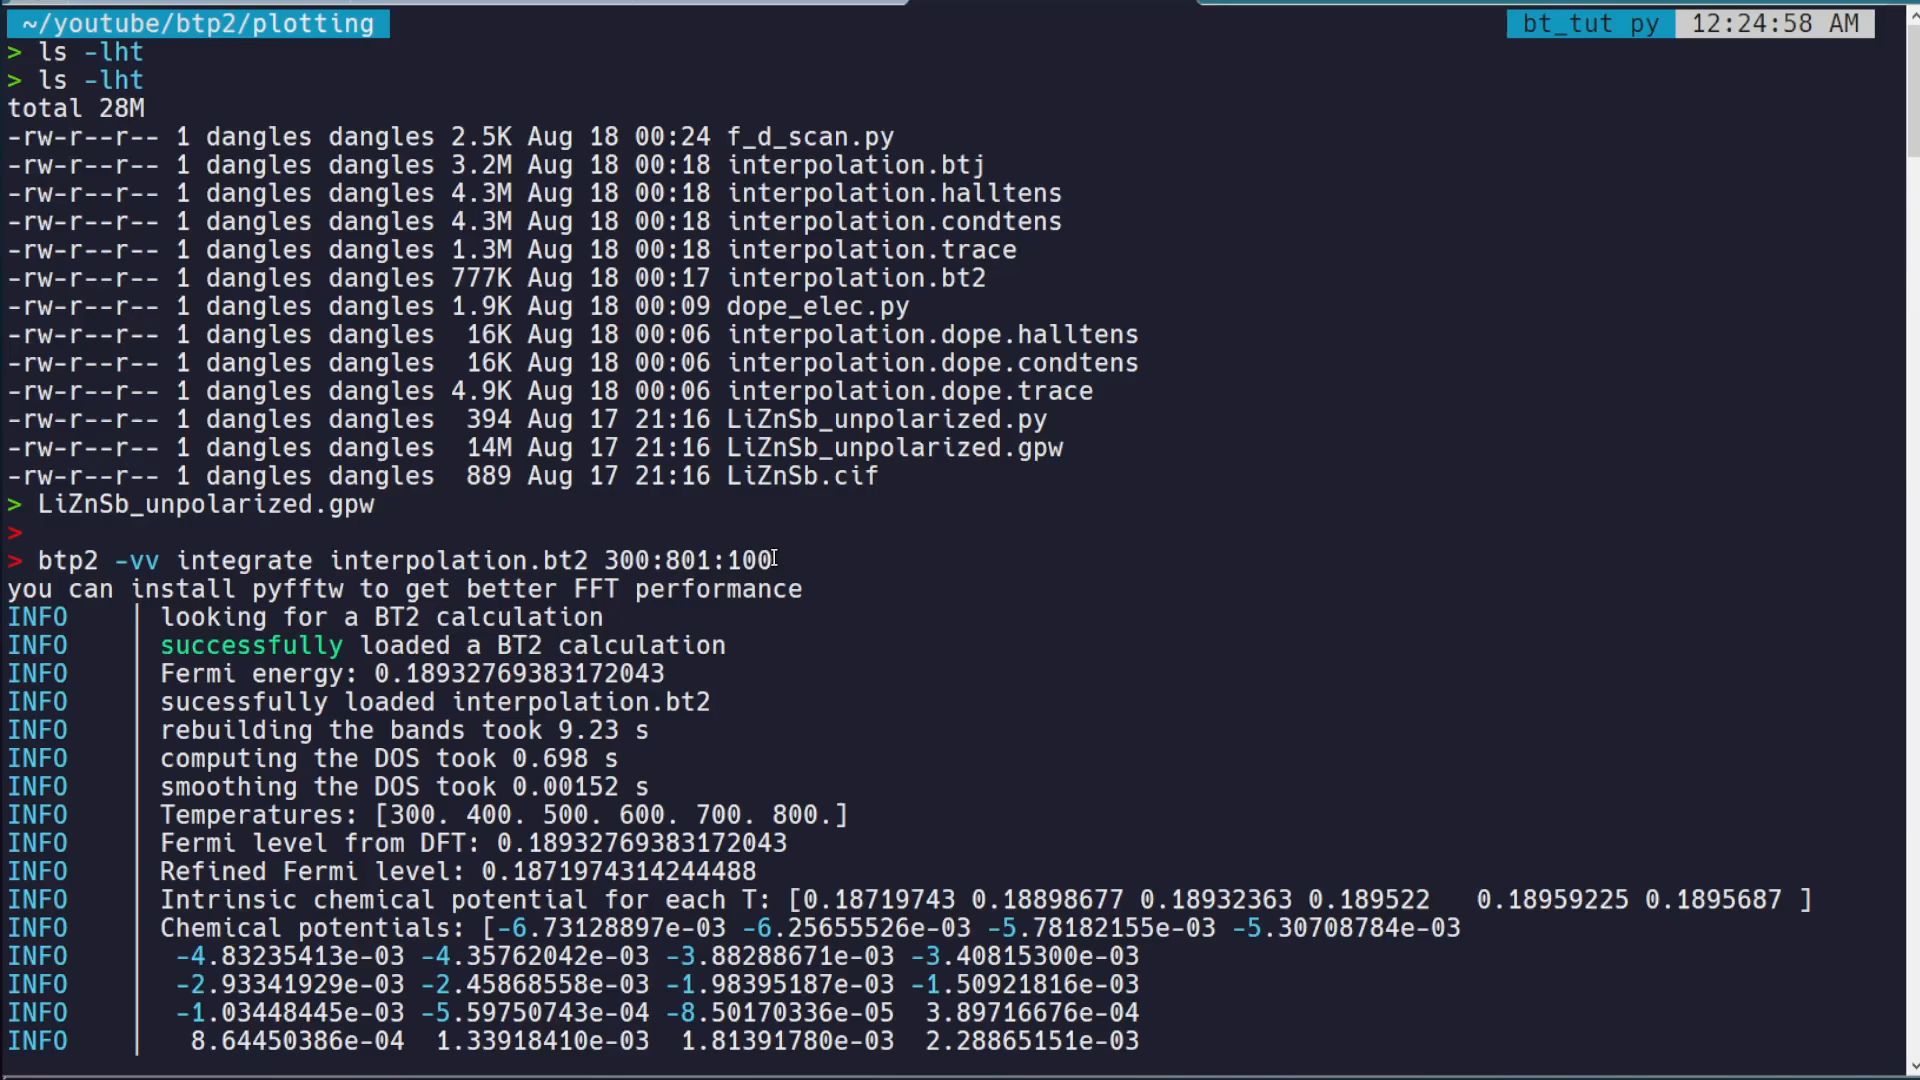 ~/youtube/btp2/plotting bt_tut py 12:24:58 AM
> ls -lht
> ls -lht
total 28M
-rw-r--r-- 1 dangles dangles 2.5K Aug 18 00:24 f_d_scan.py
-rw-r--r-- 1 dangles dangles 3.2M Aug 18 00:18 interpolation.btj
-rw-r--r-- 1 dangles dangles 4.3M Aug 18 00:18 interpolation.halltens
-rw-r--r-- 1 dangles dangles 4.3M Aug 18 00:18 interpolation.condtens
-rw-r--r-- 1 dangles dangles 1.3M Aug 18 00:18 interpolation.trace
-rw-r--r-- 1 dangles dangles 777K Aug 18 00:17 interpolation.bt2
-rw-r--r-- 1 dangles dangles 1.9K Aug 18 00:09 dope_elec.py
-rw-r--r-- 1 dangles dangles  16K Aug 18 00:06 interpolation.dope.halltens
-rw-r--r-- 1 dangles dangles  16K Aug 18 00:06 interpolation.dope.condtens
-rw-r--r-- 1 dangles dangles 4.9K Aug 18 00:06 interpolation.dope.trace
-rw-r--r-- 1 dangles dangles  394 Aug 17 21:16 LiZnSb_unpolarized.py
-rw-r--r-- 1 dangles dangles  14M Aug 17 21:16 LiZnSb_unpolarized.gpw
-rw-r--r-- 1 dangles dangles  889 Aug 17 21:16 LiZnSb.cif
> LiZnSb_unpolarized.gpw
>
> btp2 -vv integrate interpolation.bt2 300:801:100
you can install pyfftw to get better FFT performance
INFO | looking for a BT2 calculation
INFO | successfully loaded a BT2 calculation
INFO | Fermi energy: 0.18932769383172043
INFO | sucessfully loaded interpolation.bt2
INFO | rebuilding the bands took 9.23 s
INFO | computing the DOS took 0.698 s
INFO | smoothing the DOS took 0.00152 s
INFO | Temperatures: [300. 400. 500. 600. 700. 800.]
INFO | Fermi level from DFT: 0.18932769383172043
INFO | Refined Fermi level: 0.1871974314244488
INFO | Intrinsic chemical potential for each T: [0.18719743 0.18898677 0.18932363 0.189522   0.18959225 0.1895687 ]
INFO | Chemical potentials: [-6.73128897e-03 -6.25655526e-03 -5.78182155e-03 -5.30708784e-03
INFO |  -4.83235413e-03 -4.35762042e-03 -3.88288671e-03 -3.40815300e-03
INFO |  -2.93341929e-03 -2.45868558e-03 -1.98395187e-03 -1.50921816e-03
INFO |  -1.03448445e-03 -5.59750743e-04 -8.50170336e-05  3.89716676e-04
INFO |   8.64450386e-04  1.33918410e-03  1.81391780e-03  2.28865151e-03